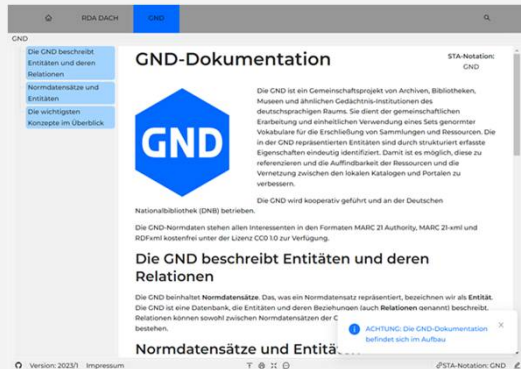 RDA DACH
GND
GND
Die GND beschreibt
Entitäten und deren
Relationen
Normdatensätze und
Entitäten
Die wichtigsten
Konzepte im Überblick
GND-Dokumentation
STA-Notation:
GND
GND
Die GND ist ein Gemeinschaftsprojekt von Archiven, Bibliotheken,
Museen und ähnlichen Gedächtnis-Institutionen des
deutschsprachigen Raums. Sie dient der gemeinschaftlichen
Erarbeitung und einheitlichen Verwendung eines Sets genormter
Vokabulare für die Erschließung von Sammlungen und Ressourcen. Die
in der GND repräsentierten Entitäten sind durch strukturiert erfasste
Eigenschaften eindeutig identifiziert. Damit ist es möglich, diese zu
referenzieren und die Auffindbarkeit der Ressourcen und die
Vernetzung zwischen den lokalen Katalogen und Portalen zu
verbessern.
Die GND wird kooperativ geführt und an der Deutschen
Nationalbibliothek (DNB) betrieben.
Die GND-Normdaten stehen allen Interessenten in den Formaten MARC 21 Authority, MARC 21-xml und
RDFxml kostenfrei unter der Lizenz CC0 1.0 zur Verfügung.
Die GND beschreibt Entitäten und deren
Relationen
Die GND beinhaltet Normdatensätze. Das, was ein Normdatensatz repräsentiert, bezeichnen wir als Entität.
Die GND ist eine Datenbank, die Entitäten und deren Beziehungen (auch Relationen genannt) beschreibt.
Relationen können sowohl zwischen Normdatensätzen der G
bestehen.
ACHTUNG: Die GND-Dokumentation
befindet sich im Aufbau
Normdatensätze und Entitä
Version: 2023/1 Impressum
STA-Notation: GND